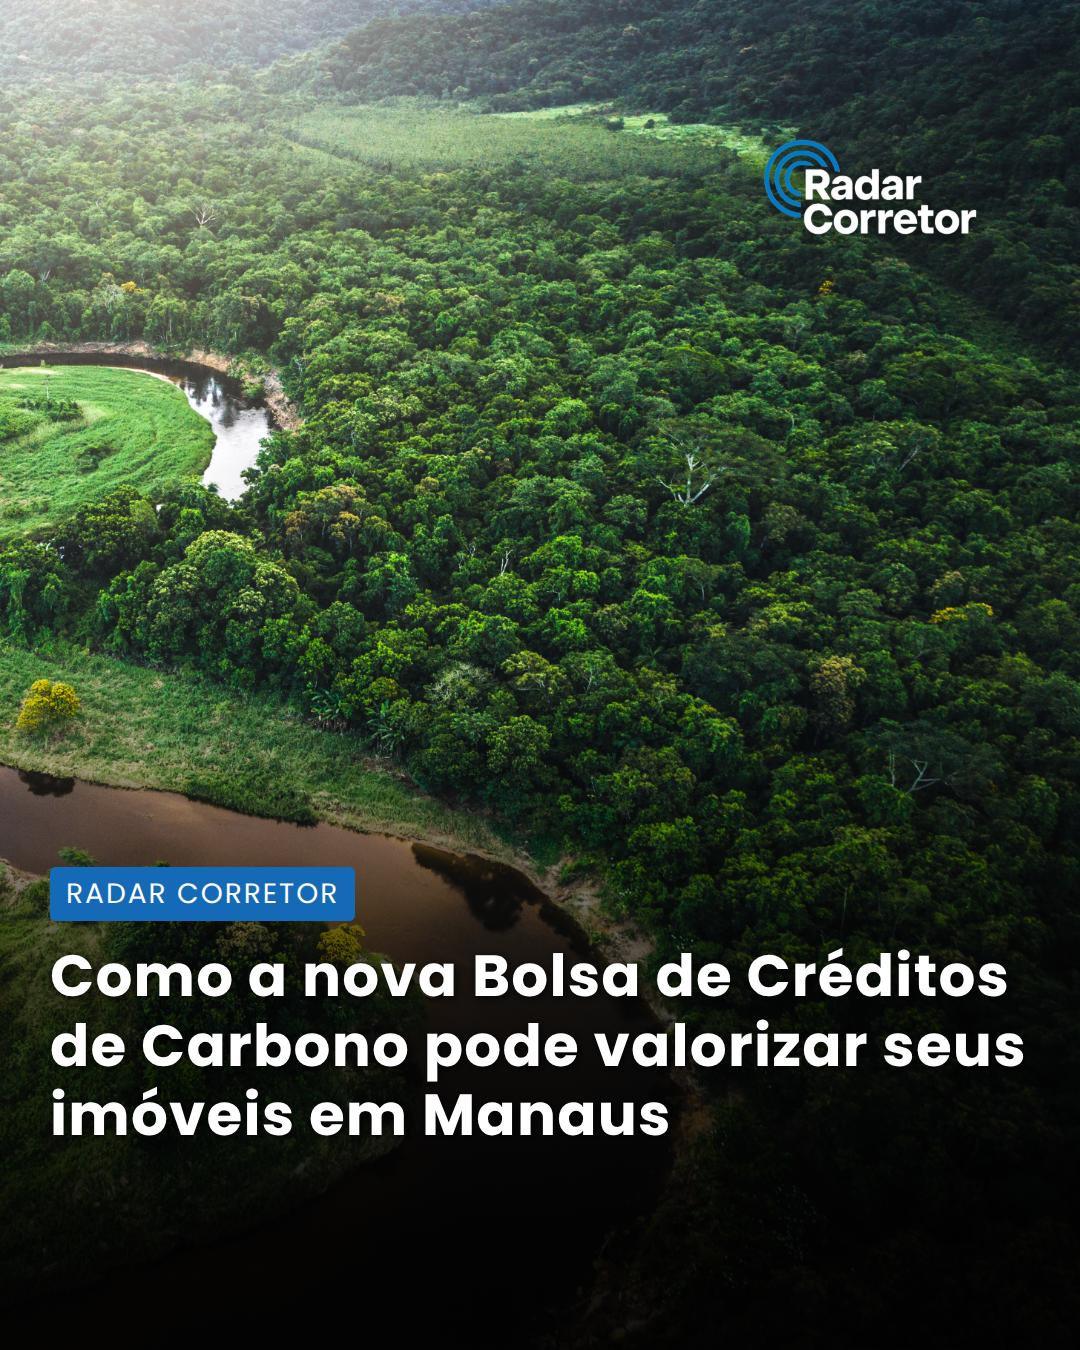 Radar
Corretor
RADAR CORRETOR
Como a nova Bolsa de Créditos
de Carbono pode valorizar seus
imóveis em Manaus